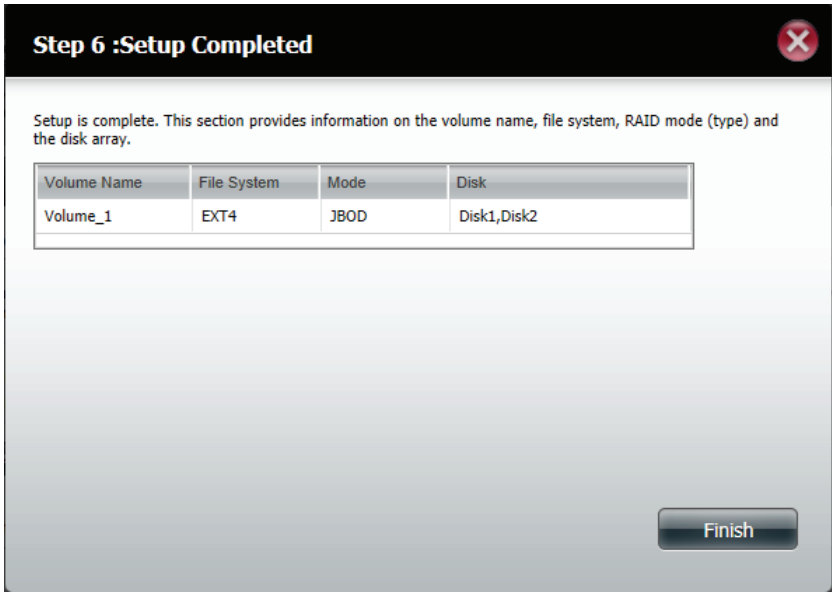 Step 6 :Setup Completed
Setup is complete. This section provides information on the volume name, file system, RAID mode (type) and
the disk array.
Volume Name File System Mode Disk
Volume_1 EXT4 JBOD Disk1,Disk2
Finish